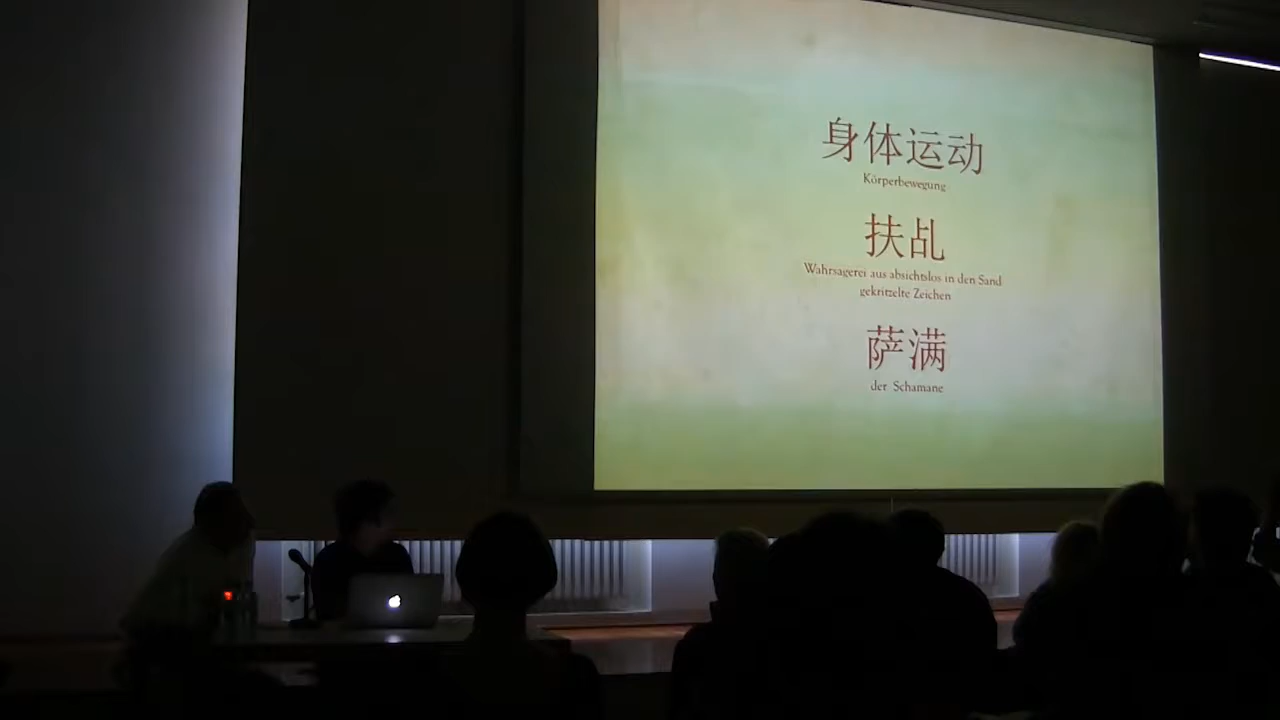 身体运动
Körperbewegung
扶乩
Wahrsagerei aus absichtslos in den Sand
gekritzelte Zeichen
萨满
der Schamane